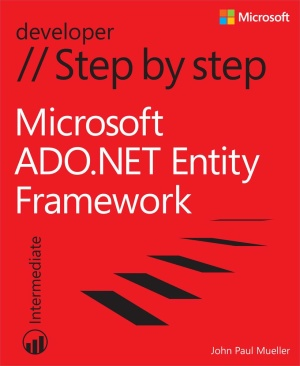 Microsoft
developer
// Step by step
Microsoft
ADO.NET Entity
Framework
Intermediate
John Paul Mueller